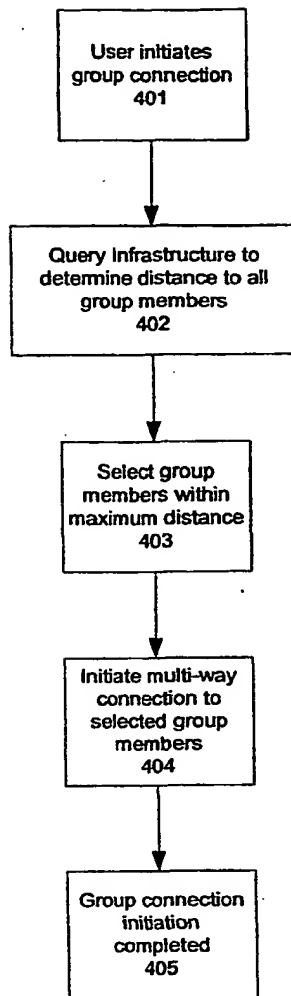 User initiates
group connection
401
Query Infrastructure to
determine distance to all
group members
402
Select group
members within
maximum distance
403
Initiate multi-way
connection to
selected group
members
404
Group connection
initiation
completed
405